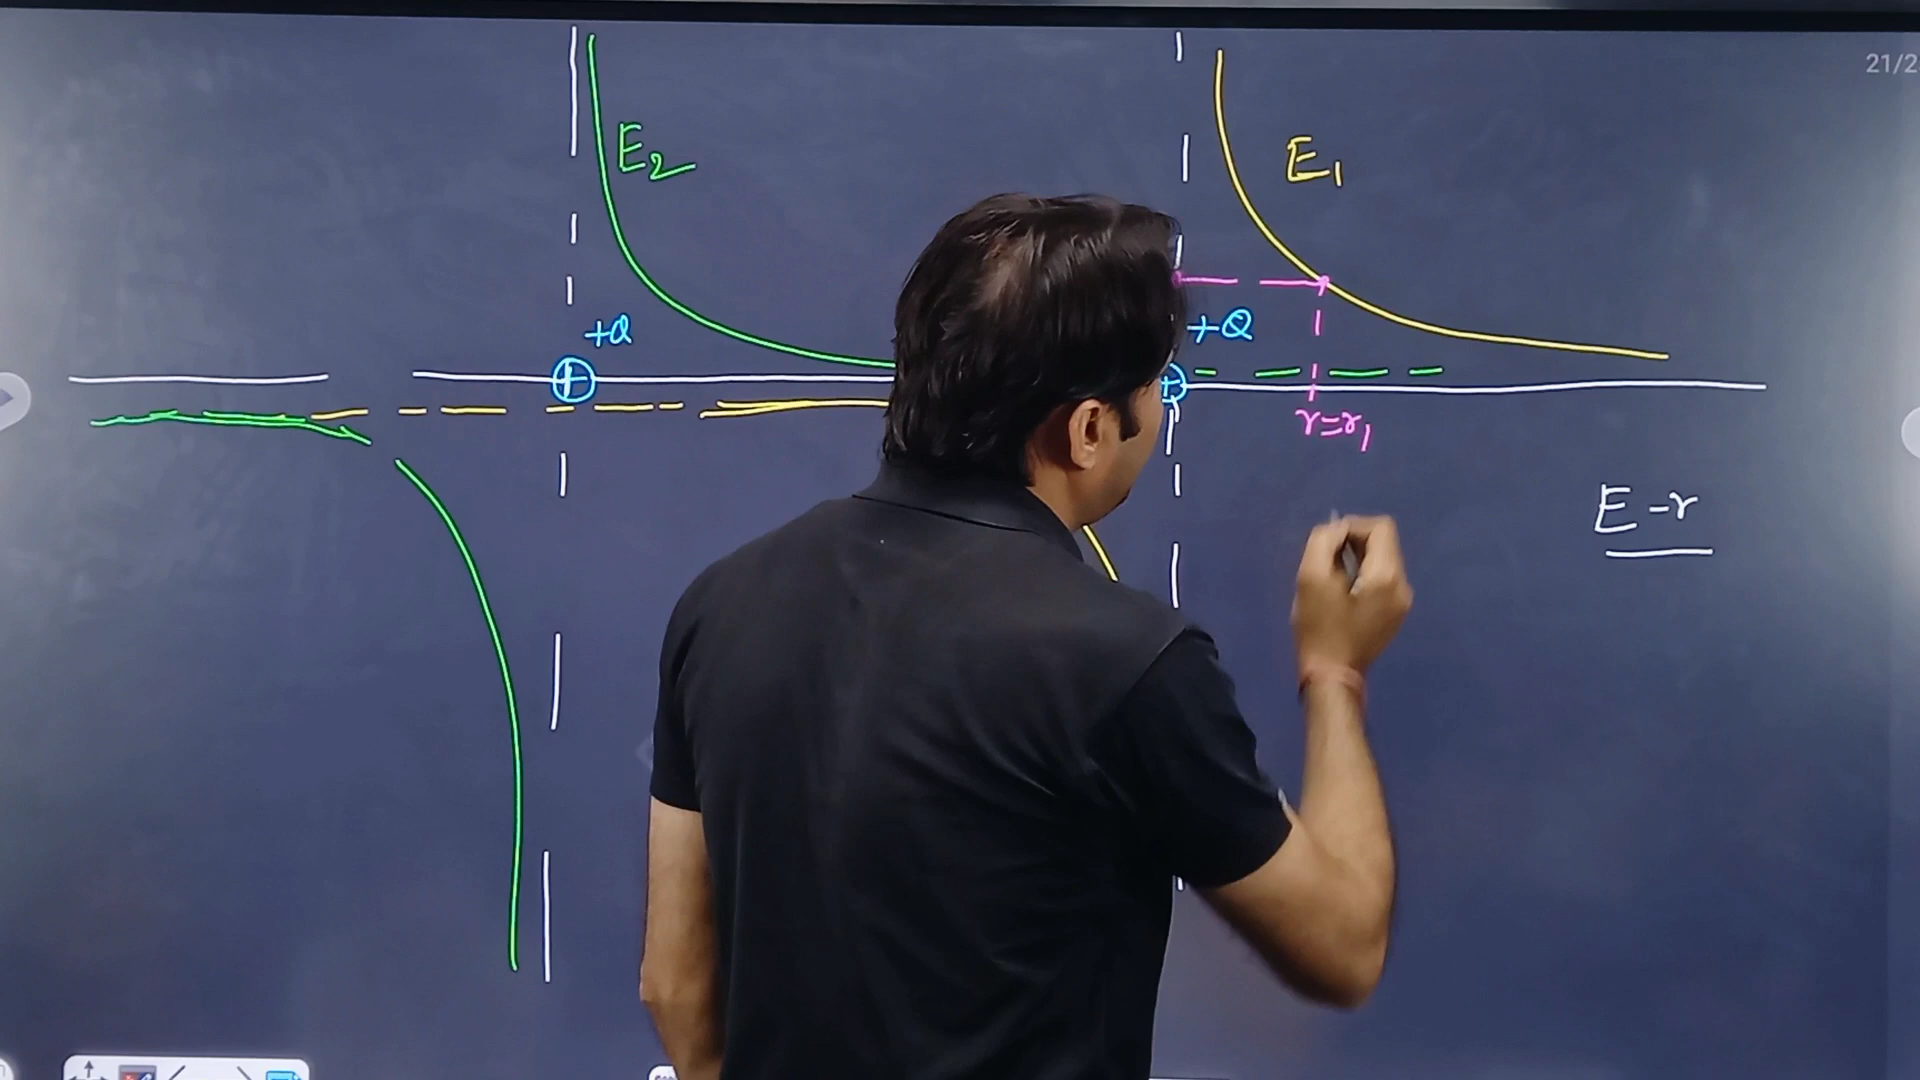 21/2
E₂
E₁
+Q
+Q
+
+
r=r₁
E-r